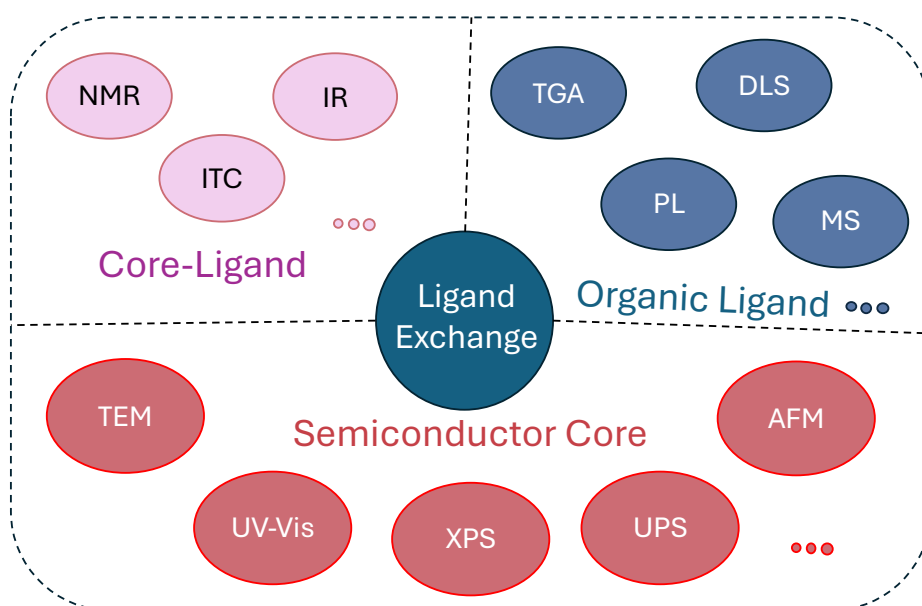 NMR
IR
ITC
Core-Ligand
TGA
DLS
PL
MS
Organic Ligand
Ligand
Exchange
Semiconductor Core
TEM
AFM
UV-Vis
XPS
UPS